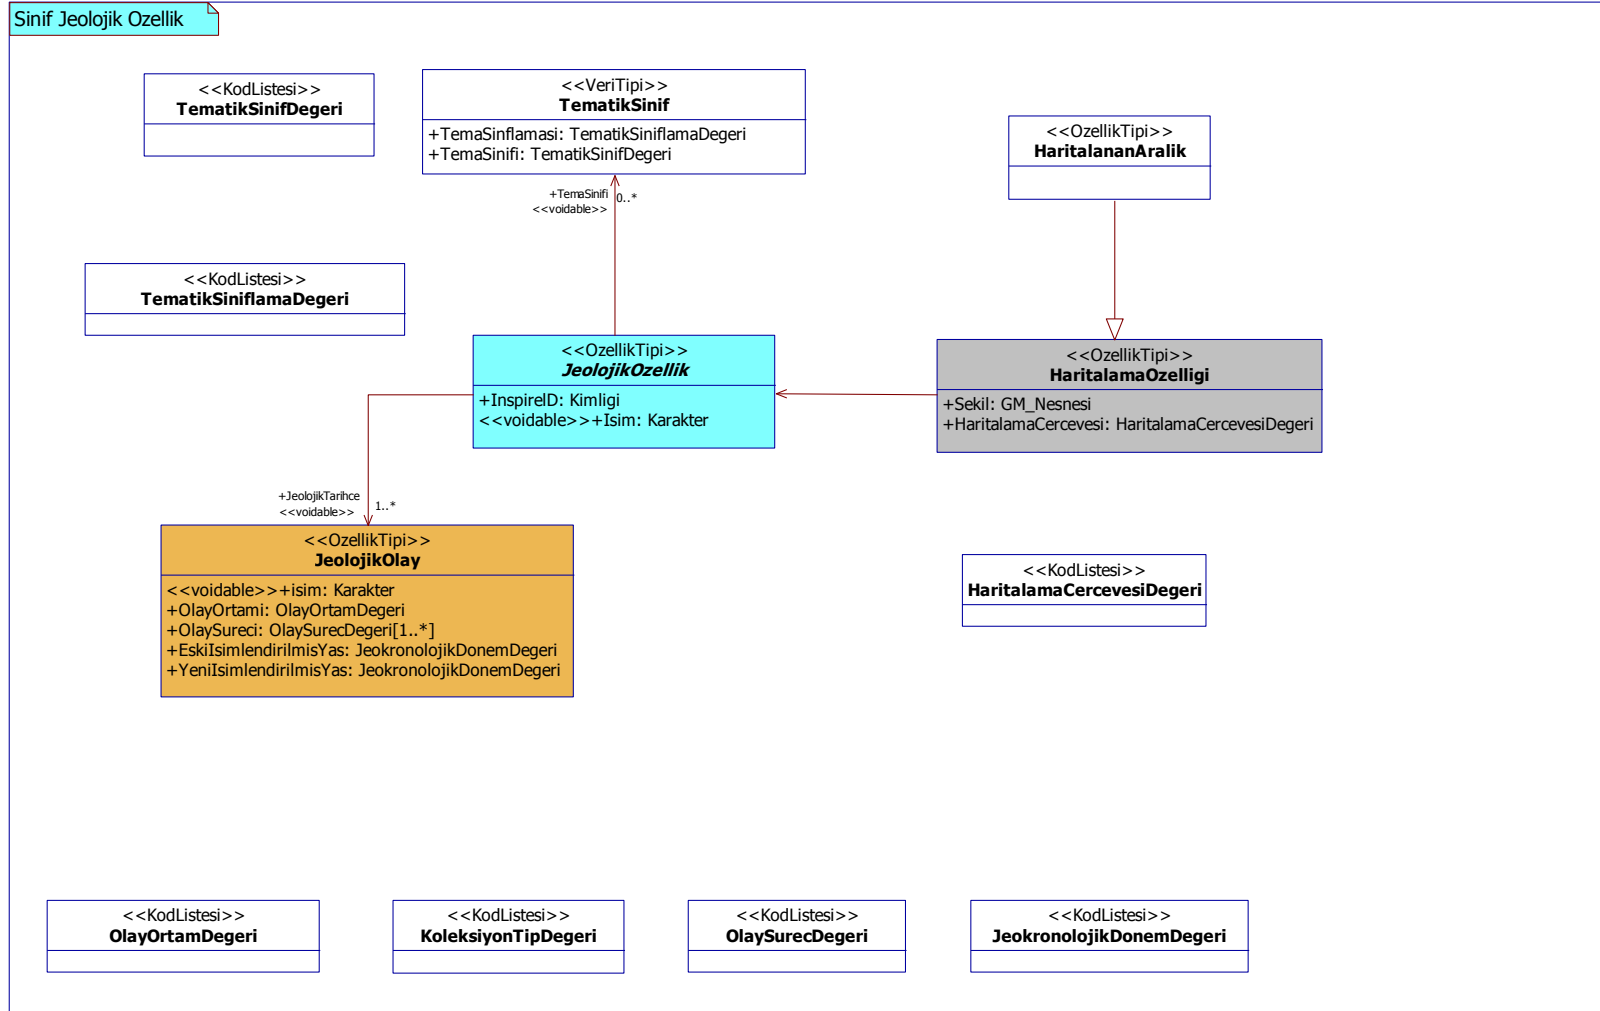 Sinif Jeolojik Ozellik
<<KodListesi>>
TematikSinifDegeri
<<VeriTipi>>
TematikSinif
+TemaSinflamasi: TematikSiniflamaDegeri
+TemaSinifi: TematikSinifDegeri
<<OzellikTipi>>
HaritalananAralik
+TemaSinifi
0..*
<<voidable>>
<<KodListesi>>
TematikSiniflamaDegeri
<<OzellikTipi>>
JeolojikOzellik
+InspireID: Kimligi
<<voidable>>+Isim: Karakter
<<OzellikTipi>>
HaritalamaOzelligi
+Sekil: GM_Nesnesi
+HaritalamaCercevesi: HaritalamaCercevesiDegeri
+JeolojikTarihce
1..*
<<voidable>>
<<OzellikTipi>>
JeolojikOlay
<<voidable>>+isim: Karakter
+OlayOrtami: OlayOrtamDegeri
+OlaySureci: OlaySurecDegeri[1..*]
+EskiIsimlendirilmisYas: JeokronolojikDonemDegeri
+YeniIsimlendirilmisYas: JeokronolojikDonemDegeri
<<KodListesi>>
HaritalamaCercevesiDegeri
<<KodListesi>>
OlayOrtamDegeri
<<KodListesi>>
KoleksiyonTipDegeri
<<KodListesi>>
OlaySurecDegeri
<<KodListesi>>
JeokronolojikDonemDegeri